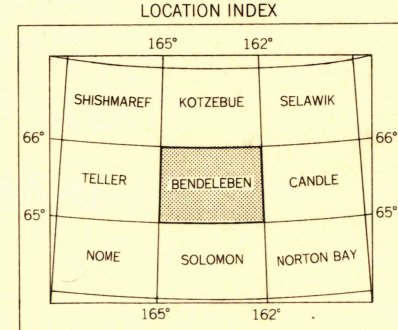 LOCATION INDEX
165° 162°
SHISHMAREF KOTZEBUE SELAWIK
66° 66°
TELLER BENDELEBEN CANDLE
65° 65°
NOME SOLOMON NORTON BAY
165° 162°